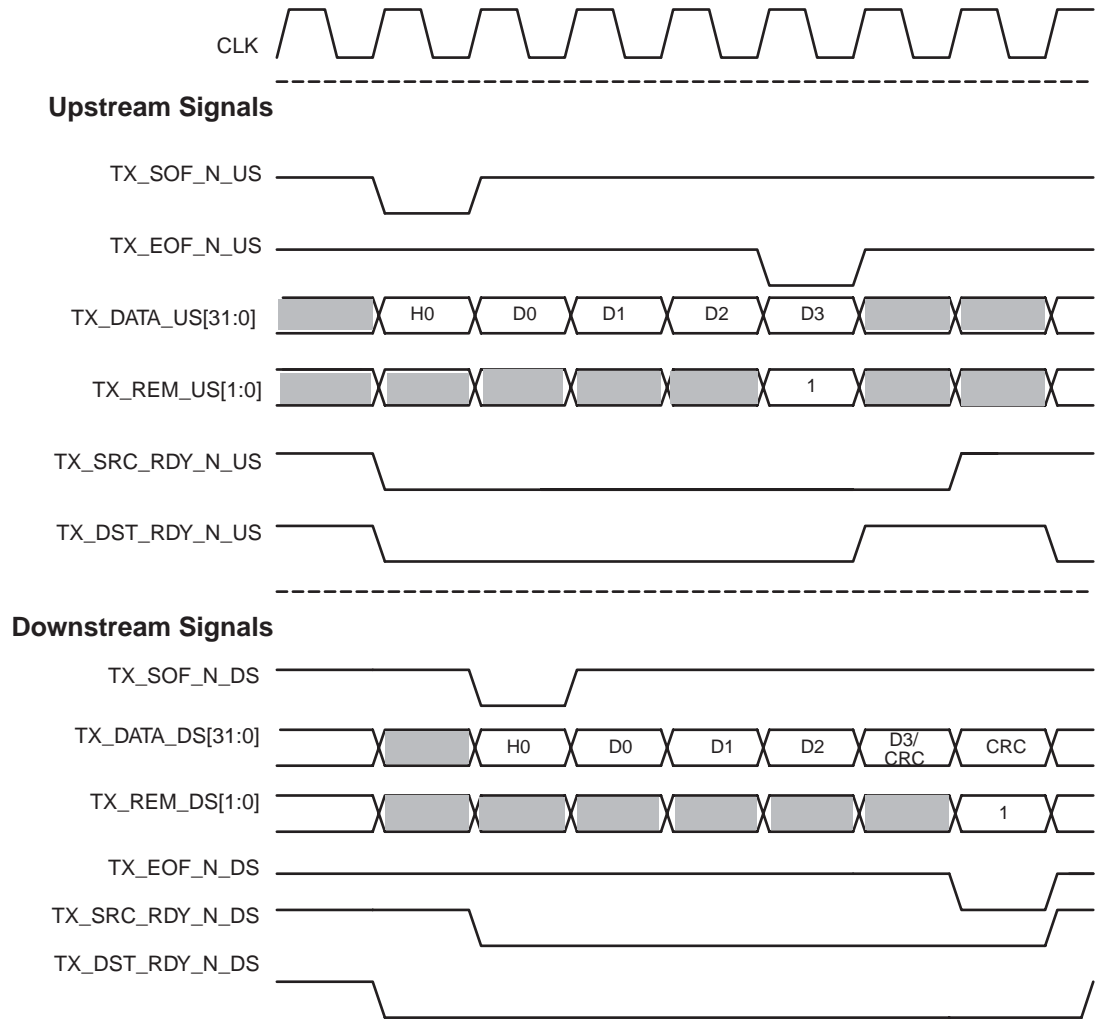 CLK
Upstream Signals
TX_SOF_N_US
TX_EOF_N_US
TX_DATA_US[31:0]
H0 D0 D1 D2 D3
TX_REM_US[1:0]
1
TX_SRC_RDY_N_US
TX_DST_RDY_N_US
Downstream Signals
TX_SOF_N_DS
TX_DATA_DS[31:0]
H0 D0 D1 D2 D3/ CRC
CRC
TX_REM_DS[1:0]
1
TX_EOF_N_DS
TX_SRC_RDY_N_DS
TX_DST_RDY_N_DS